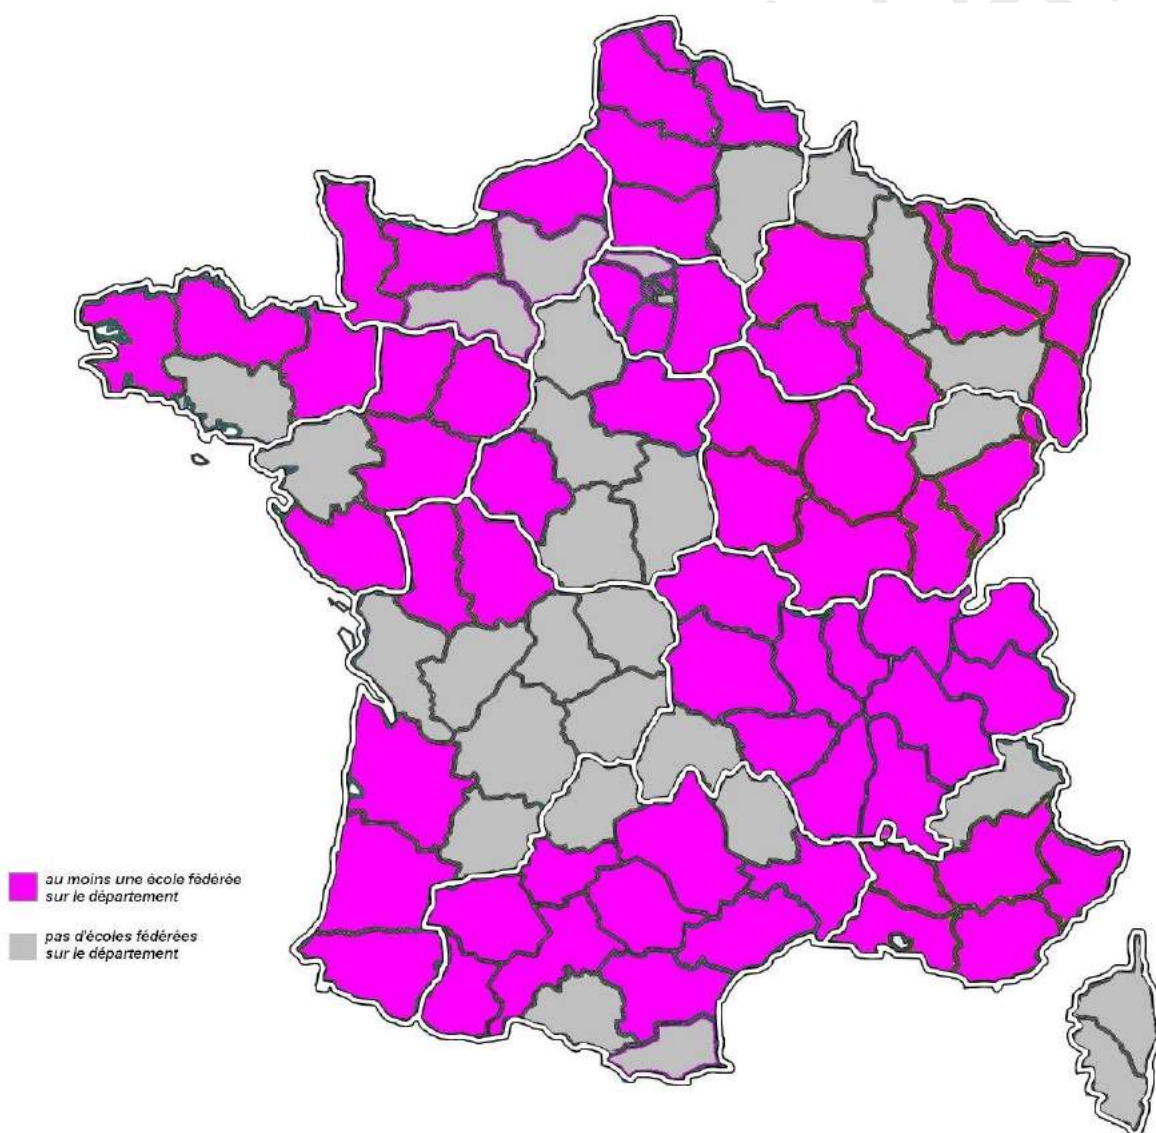 au moins une école fédérée
sur le département
pas d'écoles fédérées
sur le département